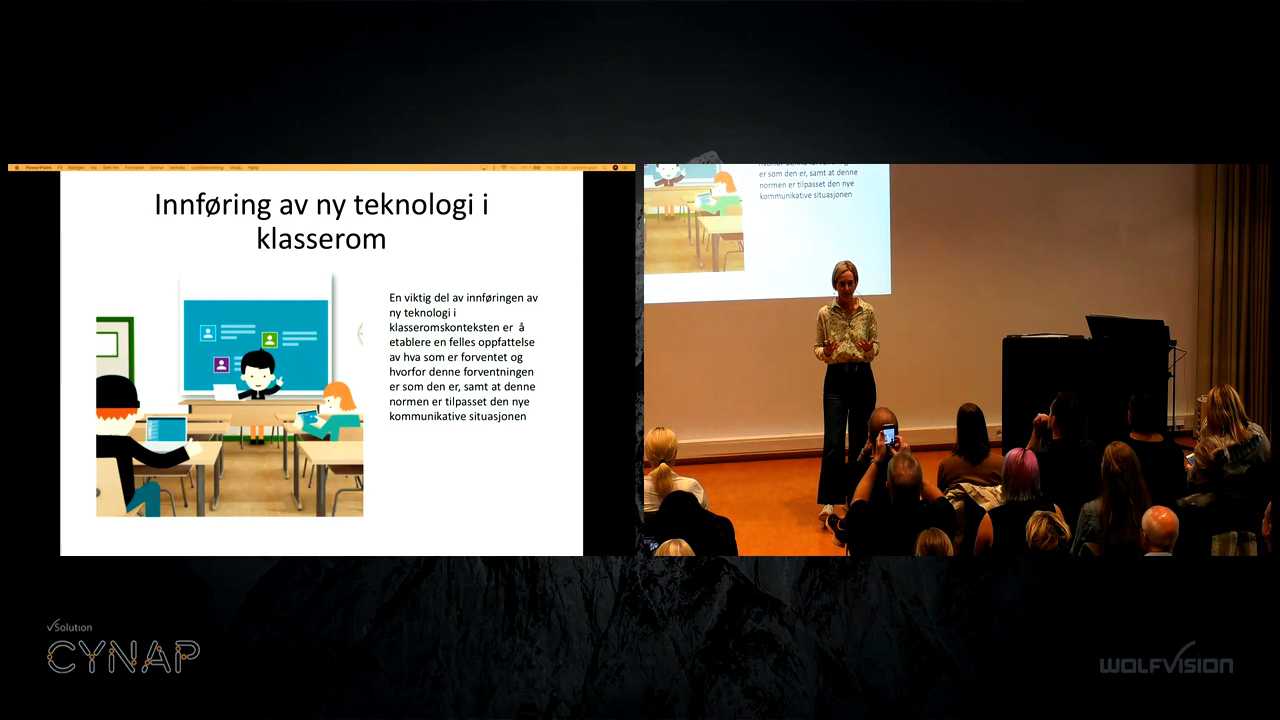 PowerPoint
Innføring av ny teknologi i
klasserom
En viktig del av innføringen av
ny teknologi i
klasseromskonteksten er å
etablere en felles oppfattelse
av hva som er forventet og
hvorfor denne forventningen
er som den er, samt at denne
normen er tilpasset den nye
kommunikative situasjonen
er som den er, samt at denne
normen er tilpasset den nye
kommunikative situasjonen
vSolution
CYNAP
WOLFVISION